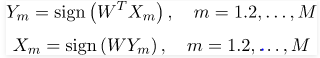 Y_m = sign (W^T X_m), m = 1.2, ..., M
X_m = sign (W Y_m), m = 1.2, ..., M